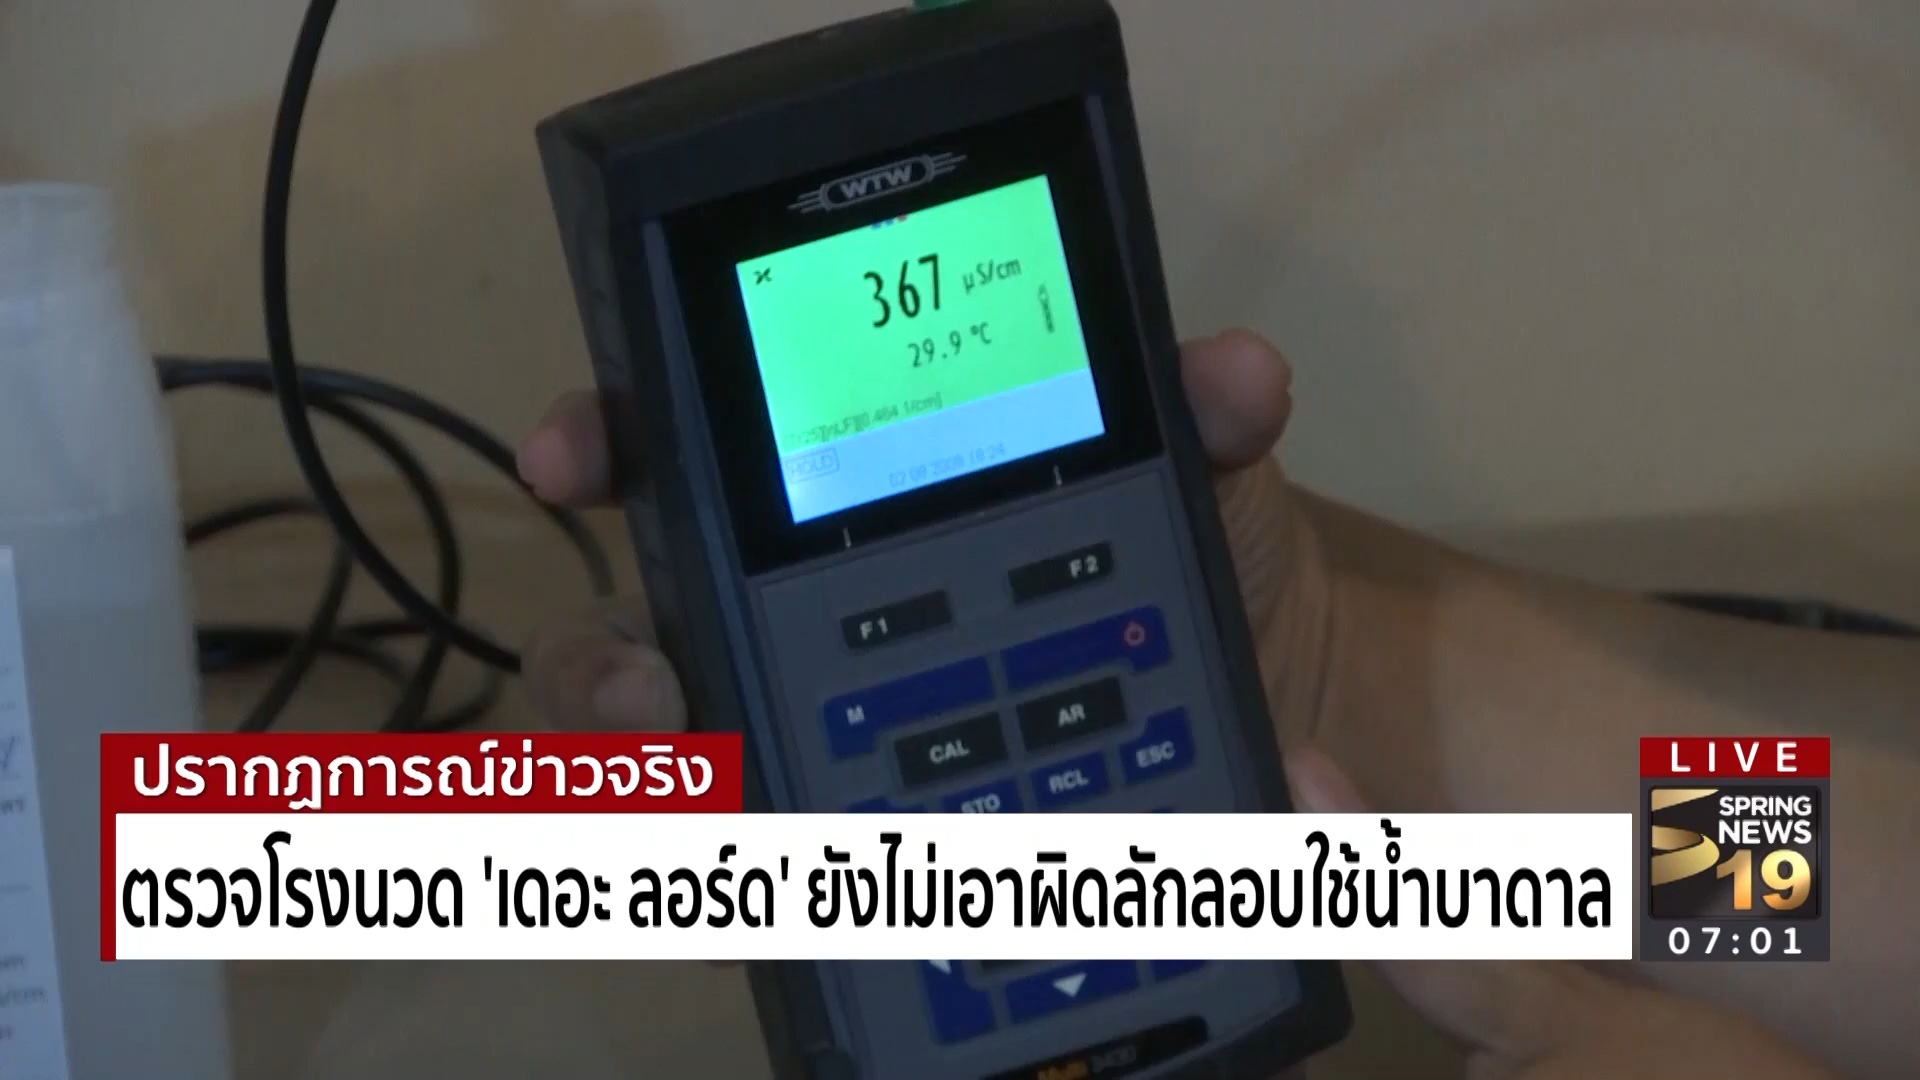 WTW
367 µS/cm
29.9 °C
HOLD
F1
F2
M
CAL
AR
STO
RCL
ESC
ปรากฏการณ์ข่าวจริง
ตรวจโรงนวด 'เดอะ ลอร์ด' ยังไม่เอาผิดลักลอบใช้น้ำบาดาล
LIVE
SPRING
NEWS
19
07:01